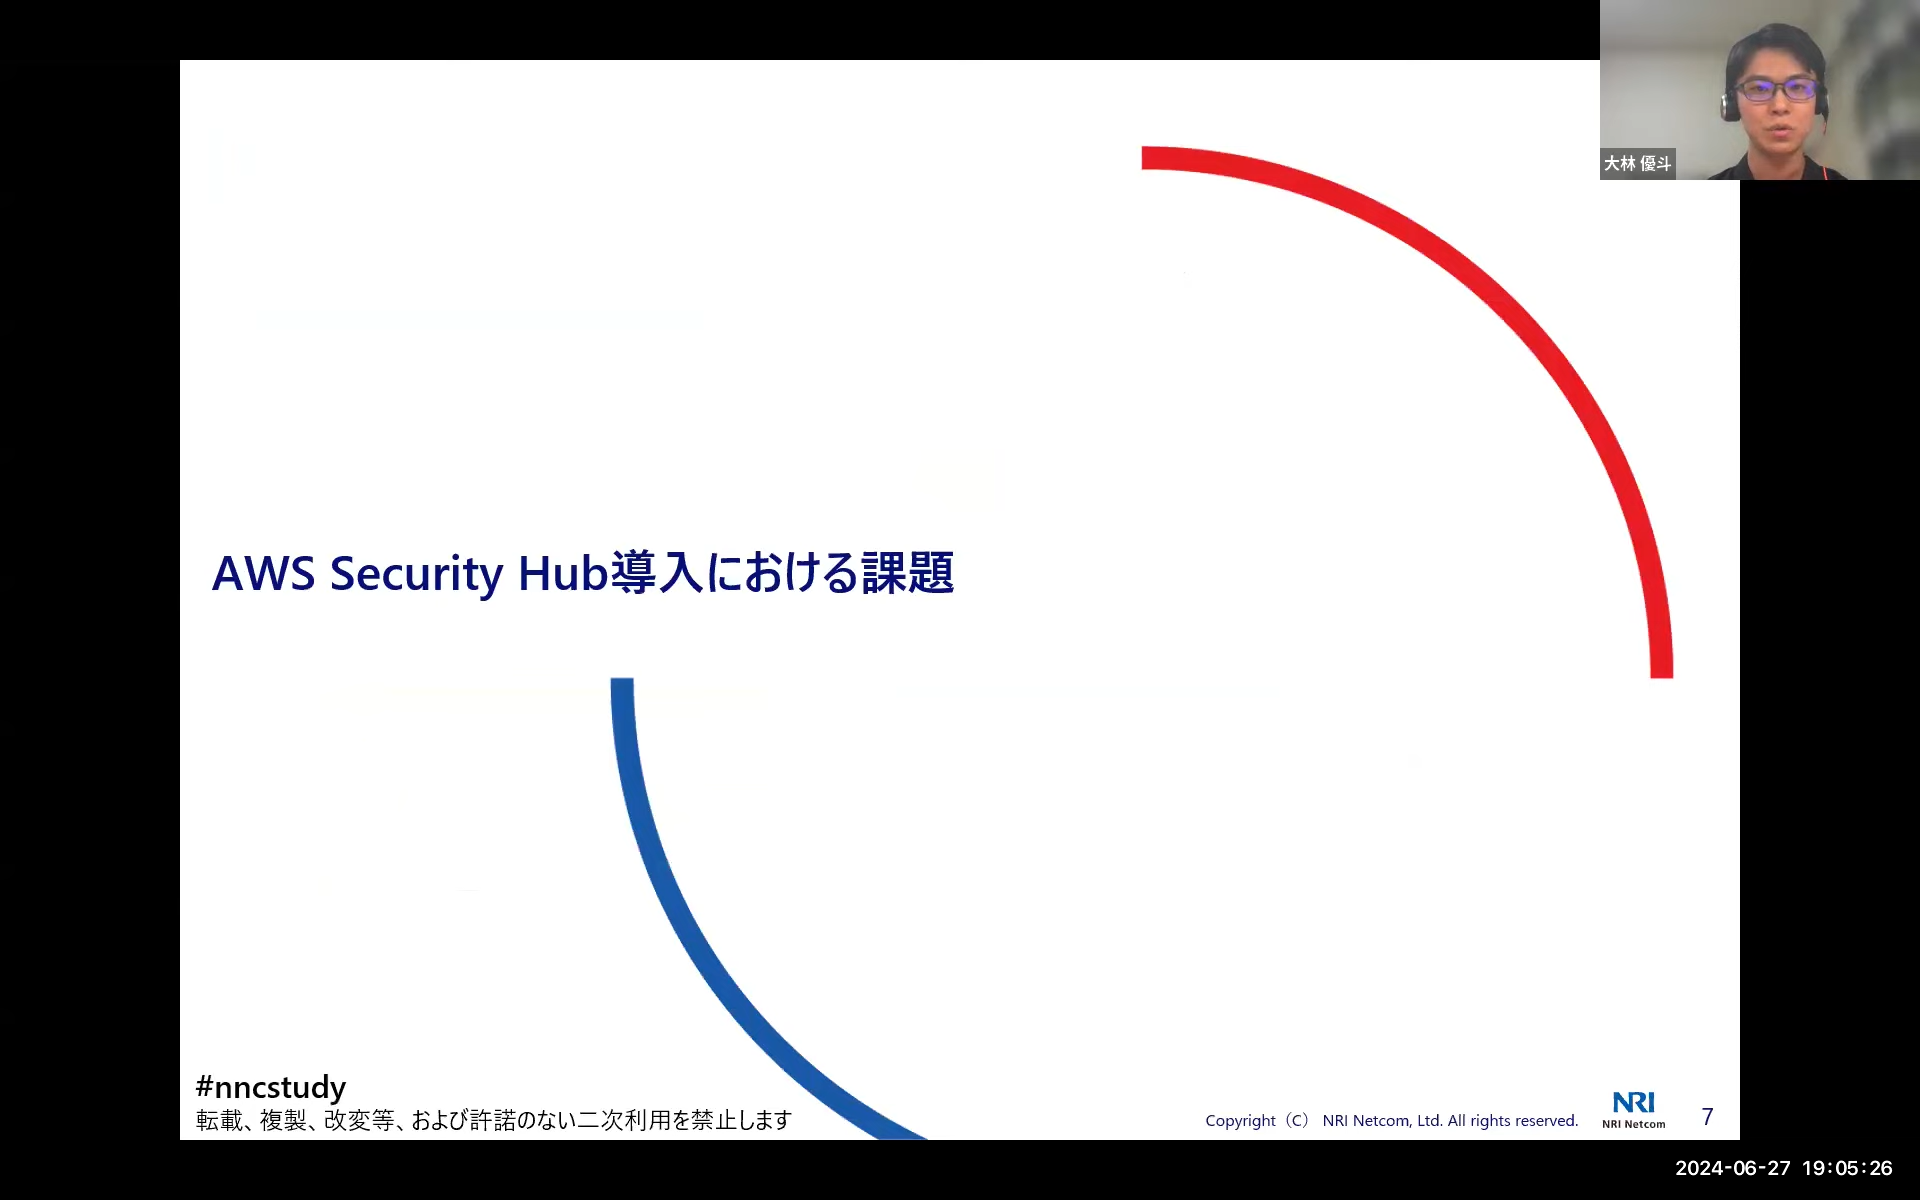 大林 優斗
AWS Security Hub導入における課題
#nncstudy
転載、複製、改変等、および許諾のない二次利用を禁止します
Copyright（C） NRI Netcom, Ltd. All rights reserved.
NRI
NRI Netcom
7
2024-06-27 19:05:26